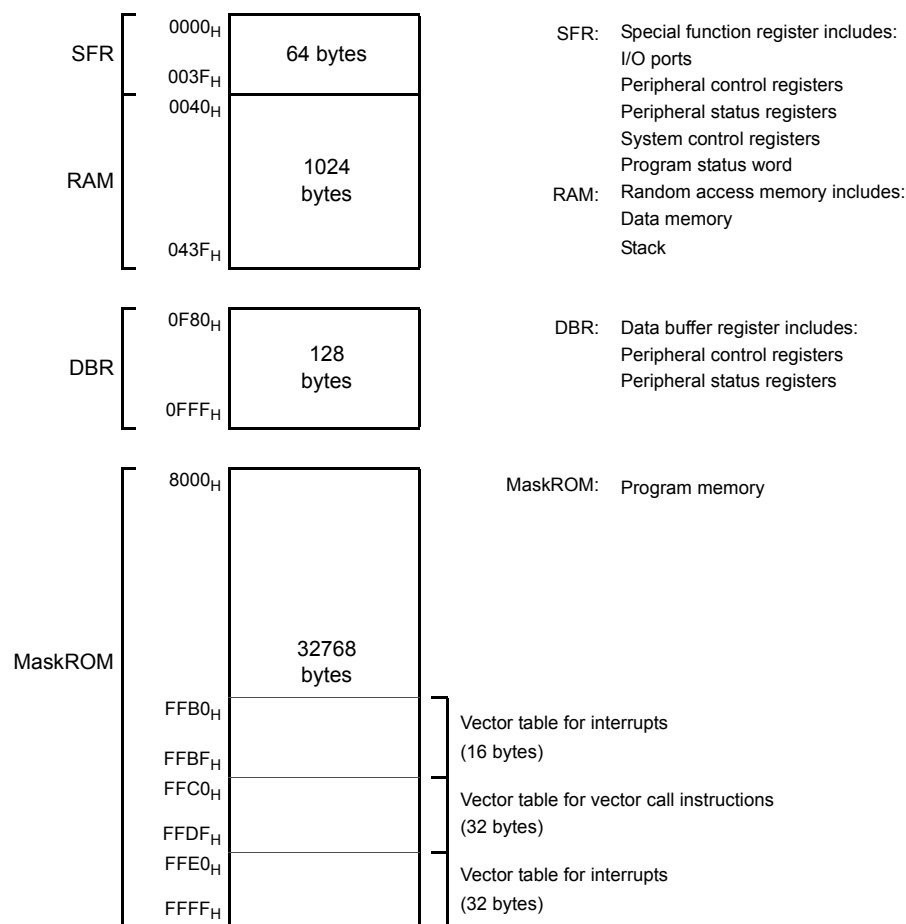 0000H
SFR
64 bytes
003FH
0040H
RAM
1024
bytes
043FH
SFR: Special function register includes:
I/O ports
Peripheral control registers
Peripheral status registers
System control registers
Program status word
RAM: Random access memory includes:
Data memory
Stack
0F80H
DBR
128
bytes
0FFFH
DBR: Data buffer register includes:
Peripheral control registers
Peripheral status registers
8000H
MaskROM: Program memory
MaskROM
32768
bytes
FFB0H
Vector table for interrupts
(16 bytes)
FFBFH
FFC0H
Vector table for vector call instructions
(32 bytes)
FFDFH
FFE0H
Vector table for interrupts
(32 bytes)
FFFFH